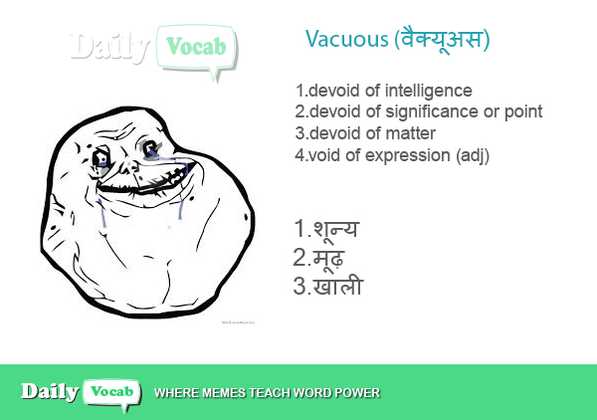 Daily Vocab
Vacuous (वैक्यूअस)
1.devoid of intelligence
2.devoid of significance or point
3.devoid of matter
4.void of expression (adj)
1.शून्य
2.मूढ़
3.खाली
Daily Vocab WHERE MEMES TEACH WORD POWER